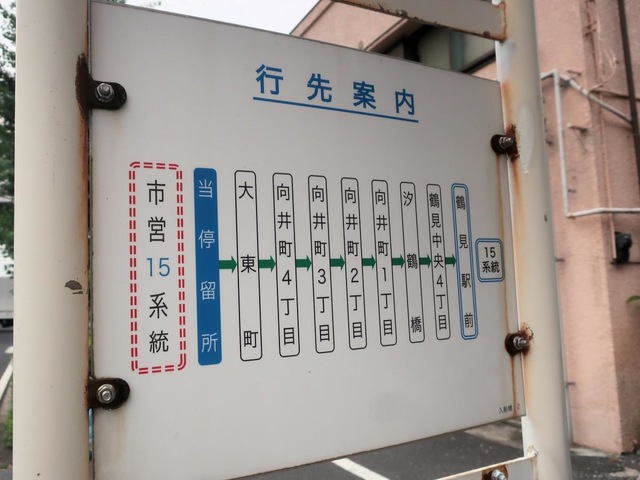 行先案内
市営15系統
当停留所
大東町
向井町4丁目
向井町3丁目
向井町2丁目
向井町1丁目
汐鶴橋
鶴見中央4丁目
鶴見駅前
15
系統